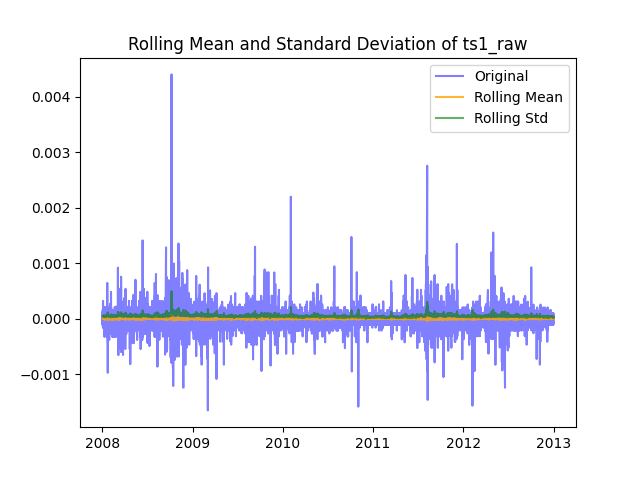 Rolling Mean and Standard Deviation of ts1_raw
Original
Rolling Mean
Rolling Std
0.004
0.003
0.002
0.001
0.000
−0.001
2008 2009 2010 2011 2012 2013